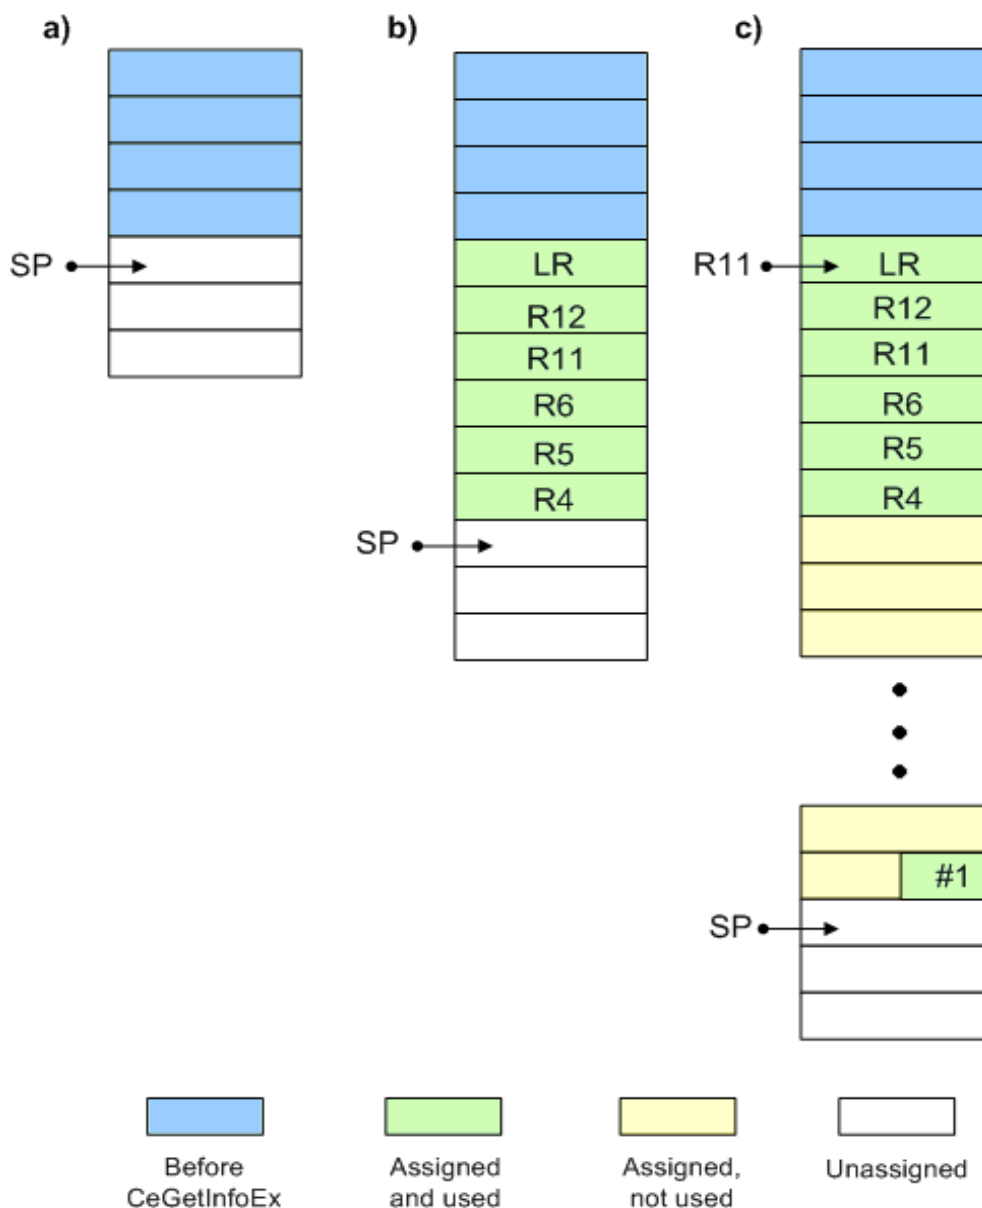 a)
b)
c)
SP
LR
R12
R11
R6
R5
R4
SP
R11
LR
R12
R11
R6
R5
R4
#1
SP
Before
CeGetInfoEx
Assigned
and used
Assigned,
not used
Unassigned